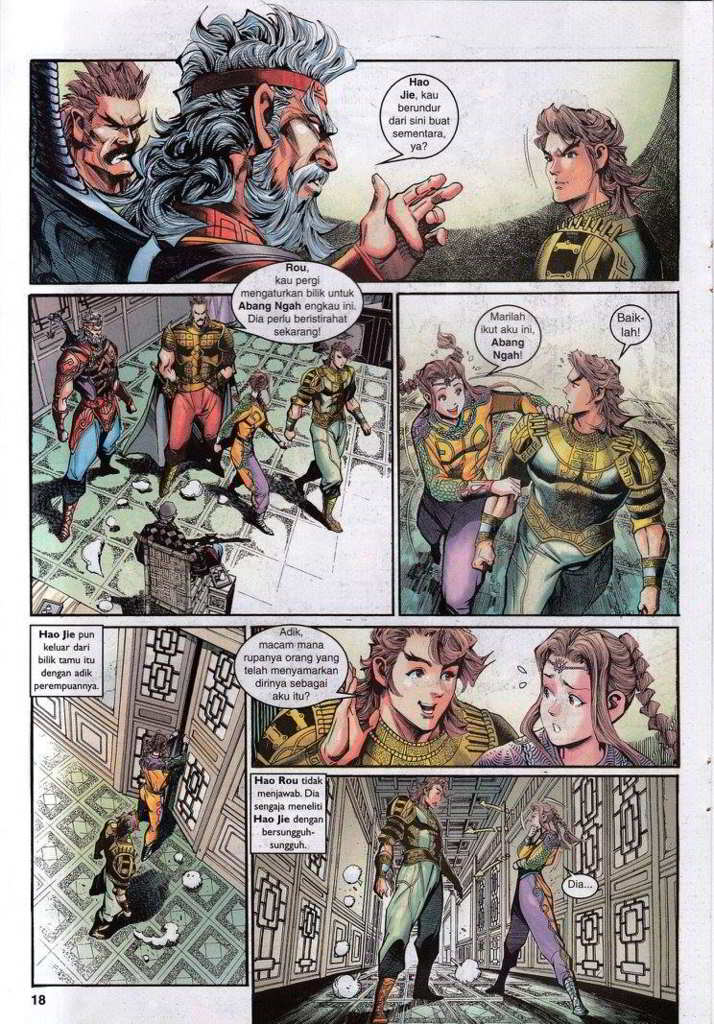 Hao
Jie, kau
berundur
dari sini buat
sementara,
ya?
Rou,
kau pergi
mengaturkan bilik untuk
Abang Ngah engkau ini.
Dia perlu beristirahat
sekarang!
Marilah
ikut aku ini,
Abang
Ngah!
Baik-
lah!
Hao Jie pun
keluar dari
bilik tamu itu
dengan adik
perempuannya.
Adik,
macam mana
rupanya orang yang
telah menyamarkan
dirinya sebagai
aku itu?
Hao Rou tidak
menjawab. Dia
sengaja meneliti
Hao Jie dengan
bersungguh-
sungguh.
Dia...
18